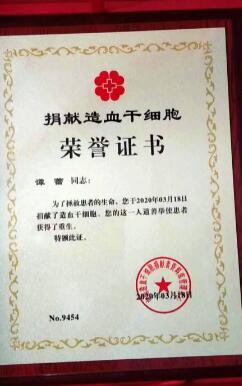 捐献造血干细胞
荣誉证书
谭蕾 同志：
为了拯救患者的生命，您于2020年03月18日
捐献了造血干细胞。您的这一人道善举使患者
获得了重生。
特颁此证。
2020年03月18日
No.9454